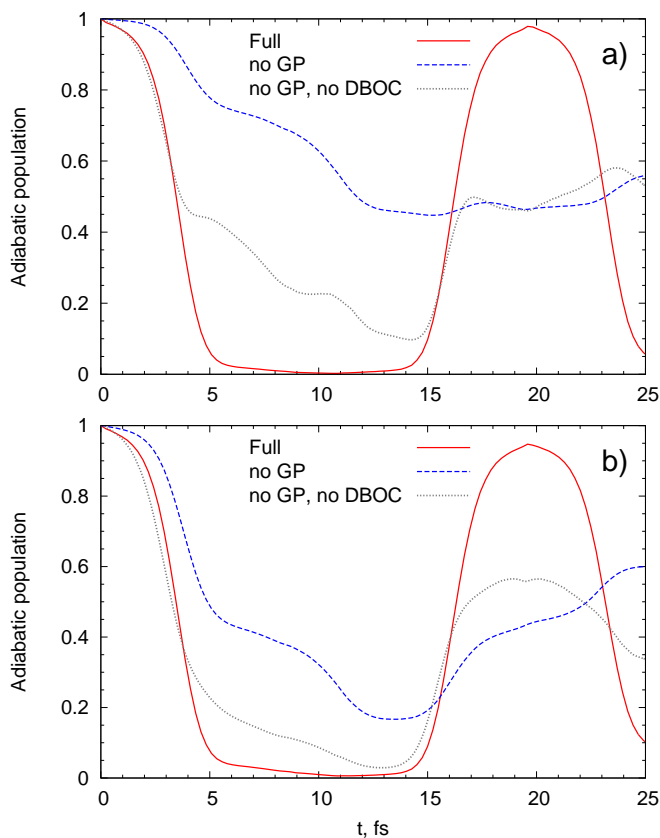 1
0.8
0.6
0.4
0.2
0
Adiabatic population
Full
no GP
no GP, no DBOC
a)
0 5 10 15 20 25
1
0.8
0.6
0.4
0.2
0
Adiabatic population
Full
no GP
no GP, no DBOC
b)
0 5 10 15 20 25
t, fs